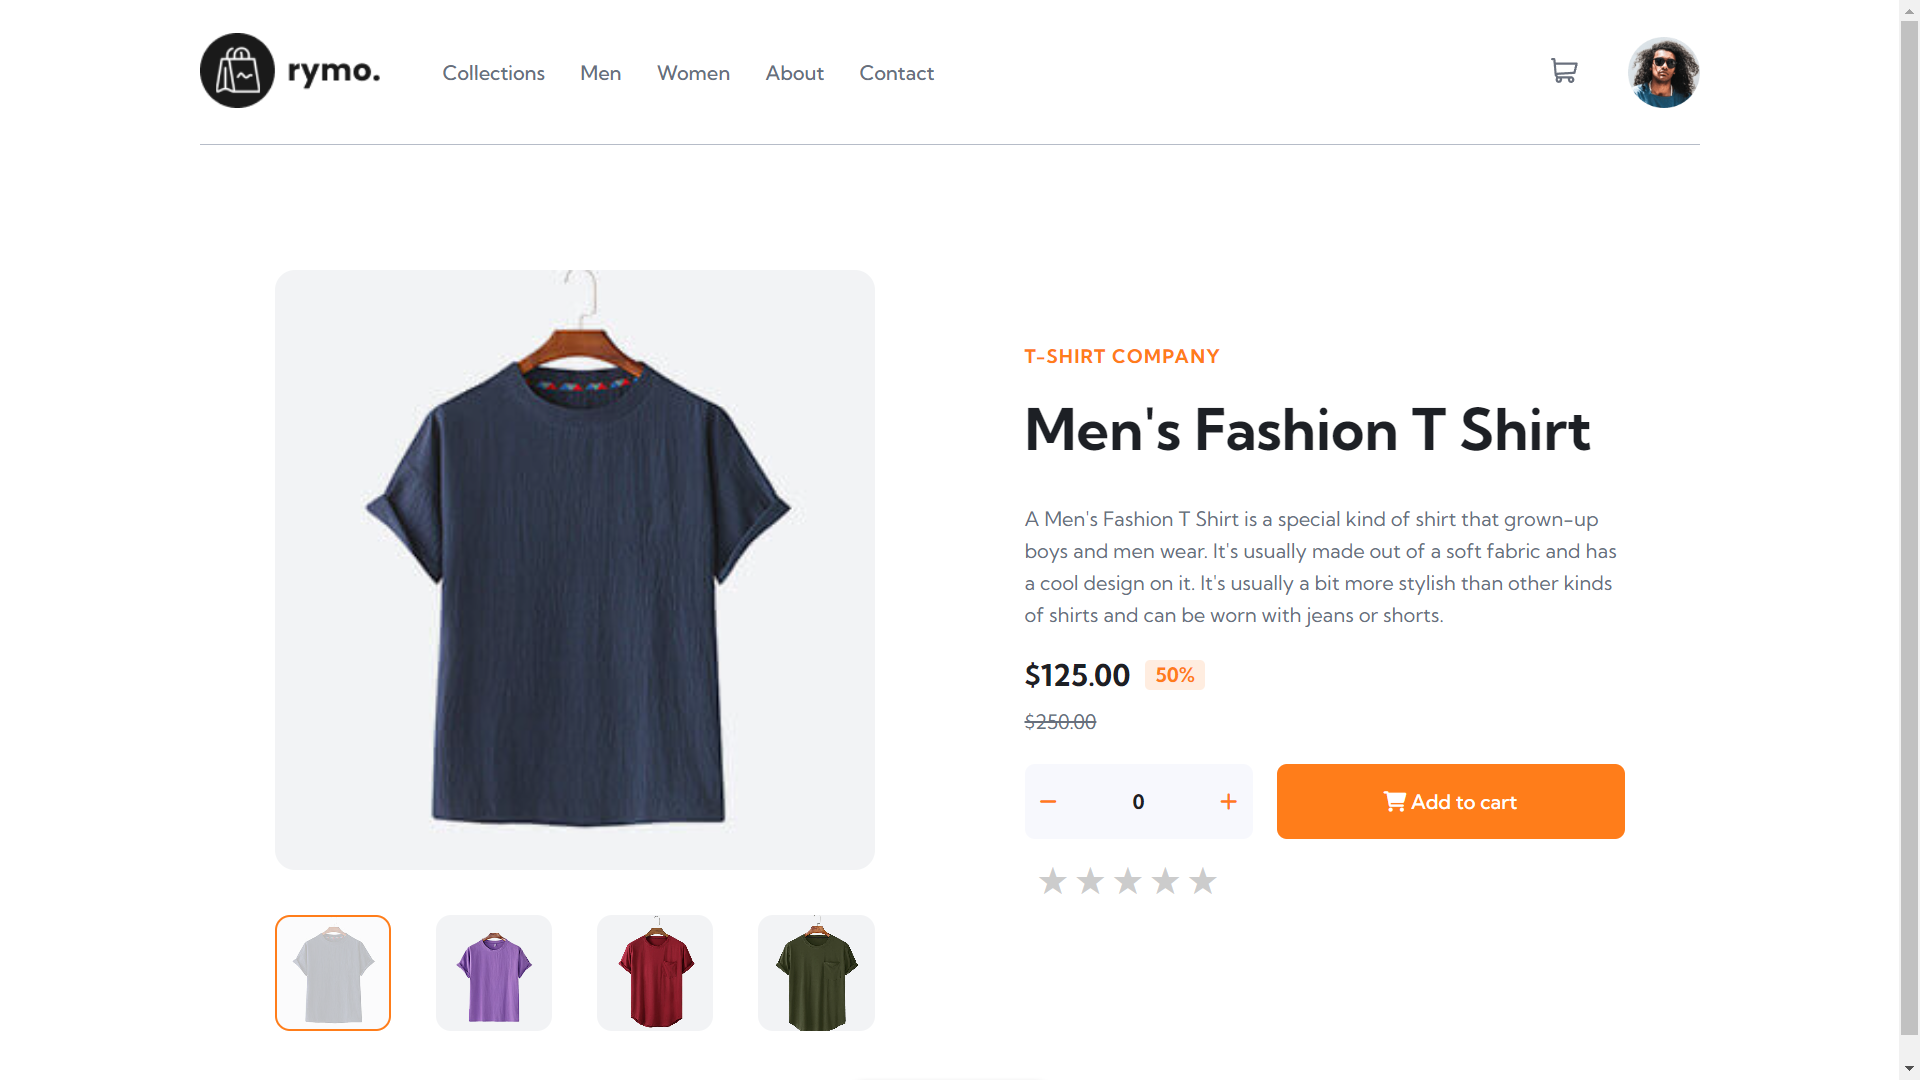 rymo.
Collections
Men
Women
About
Contact
T-SHIRT COMPANY
Men's Fashion T Shirt
A Men's Fashion T Shirt is a special kind of shirt that grown-up
boys and men wear. It's usually made out of a soft fabric and has
a cool design on it. It's usually a bit more stylish than other kinds
of shirts and can be worn with jeans or shorts.
$125.00 50%
$250.00
0
Add to cart